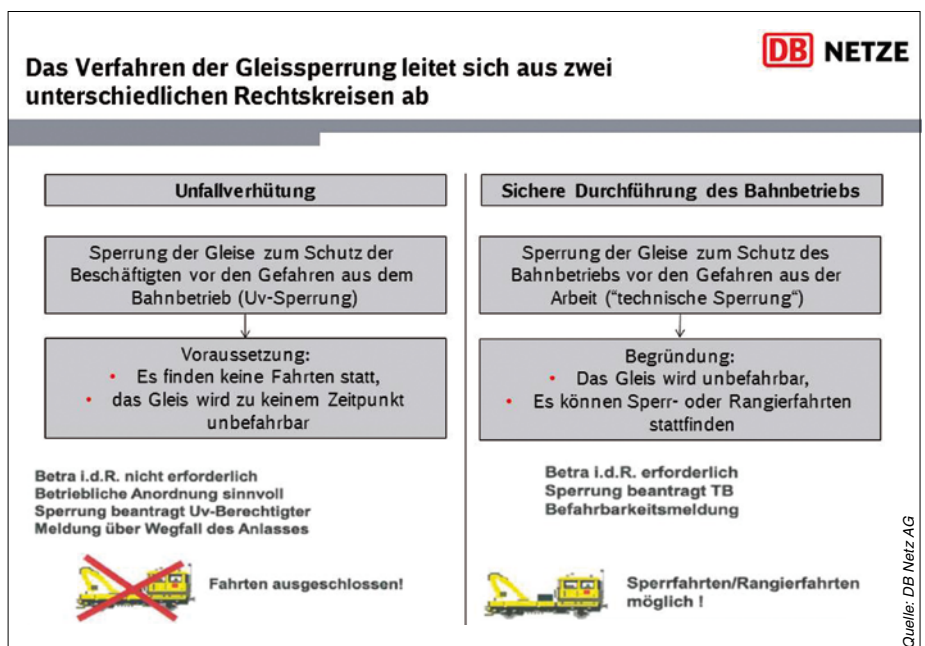 DB NETZE
Das Verfahren der Gleissperrung leitet sich aus zwei
unterschiedlichen Rechtskreisen ab
Unfallverhütung
Sperrung der Gleise zum Schutz der
Beschäftigten vor den Gefahren aus dem
Bahnbetrieb (Uv-Sperrung)
Voraussetzung:
• Es finden keine Fahrten statt,
• das Gleis wird zu keinem Zeitpunkt
unbefahrbar
Betra i.d.R. nicht erforderlich
Betriebliche Anordnung sinnvoll
Sperrung beantragt Uv-Berechtigter
Meldung über Wegfall des Anlasses
Fahrten ausgeschlossen!
Sichere Durchführung des Bahnbetriebs
Sperrung der Gleise zum Schutz des
Bahnbetriebs vor den Gefahren aus der
Arbeit ("technische Sperrung“)
Begründung:
• Das Gleis wird unbefahrbar,
• Es können Sperr- oder Rangierfahrten
stattfinden
Betra i.d.R. erforderlich
Sperrung beantragt TB
Befahrbarkeitsmeldung
Sperrfahrten/Rangierfahrten
möglich !
Quelle: DB Netz AG